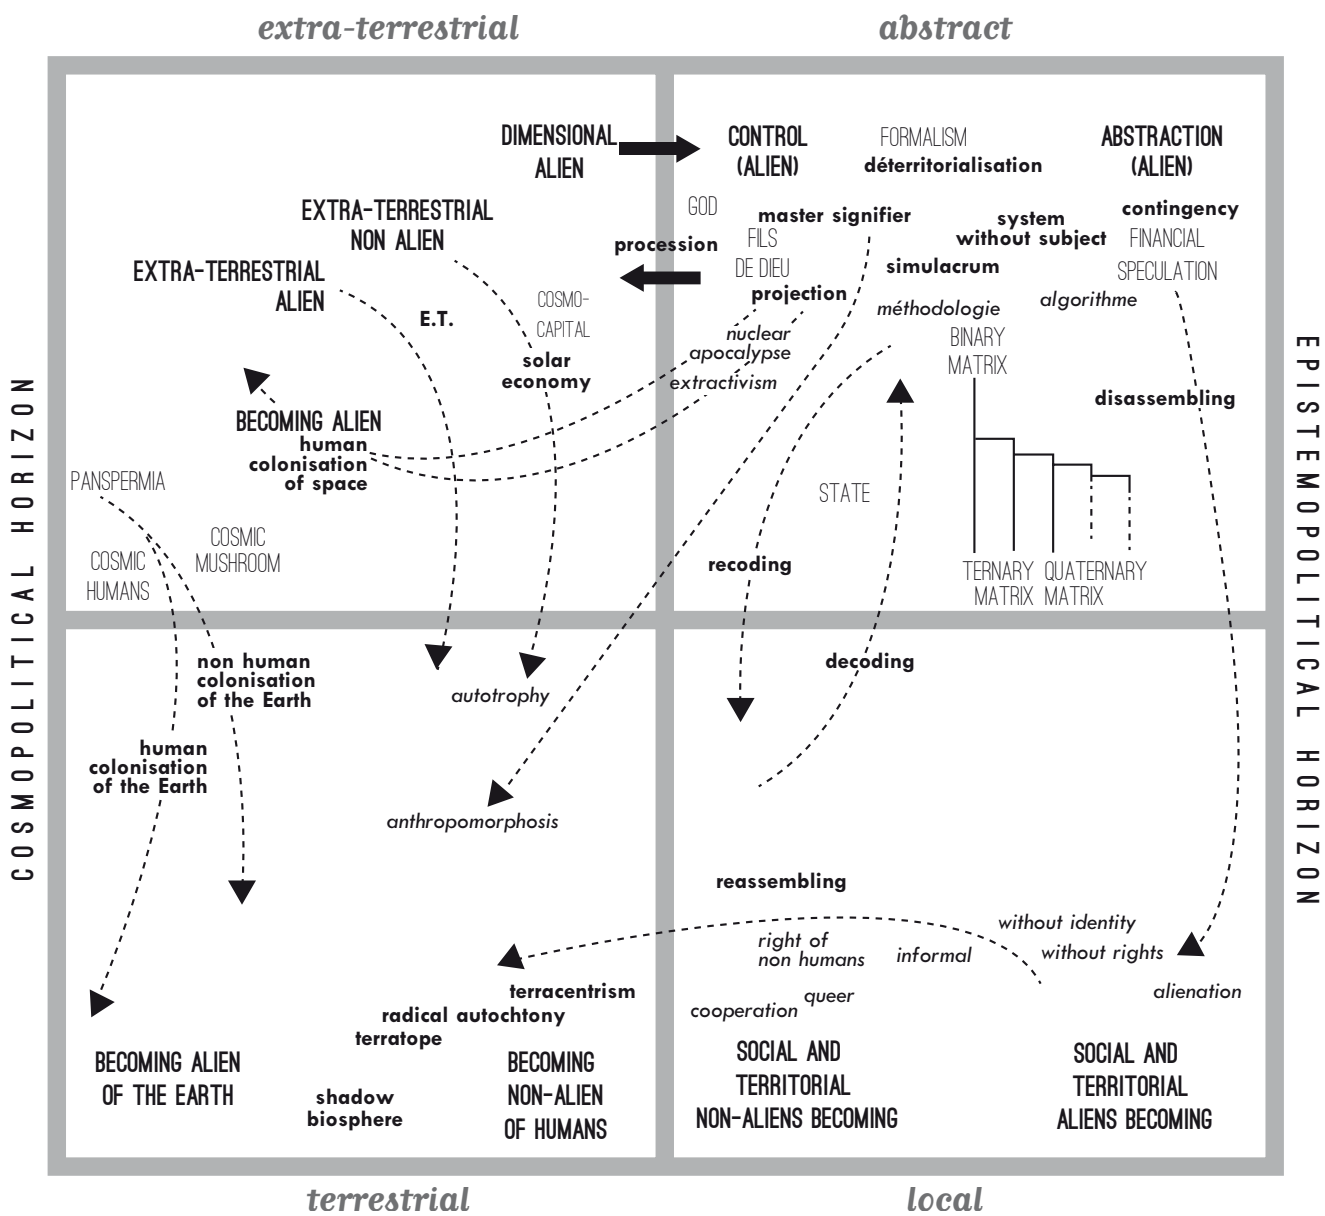 extra-terrestrial
abstract
COSMOPOLITICAL HORIZON
DIMENSIONAL
ALIEN
EXTRA-TERRESTRIAL
NON ALIEN
EXTRA-TERRESTRIAL
ALIEN
E.T.
COSMO-
CAPITAL
solar
economy
BECOMING ALIEN
human
colonisation
of space
PANSPERMIA
COSMIC
MUSHROOM
COSMIC
HUMANS
CONTROL
(ALIEN)
FORMALISM
déterritorialisation
ABSTRACTION
(ALIEN)
GOD
procession
master signifier
FILS
DE DIEU
projection
system
without subject
contingency
FINANCIAL
SPECULATION
simulacrum
méthodologie
algorithme
nuclear
apocalypse
extractivism
BINARY
MATRIX
disassembling
STATE
recoding
TERNARY
MATRIX
QUATERNARY
MATRIX
EPISTEMOPOLITICAL HORIZON
non human
colonisation
of the Earth
human
colonisation
of the Earth
autotrophy
anthropomorphosis
terracentrism
radical autochtony
terratope
BECOMING ALIEN
OF THE EARTH
shadow
biosphere
BECOMING
NON-ALIEN
OF HUMANS
decoding
reassembling
without identity
right of
non humans
informal
without rights
queer
cooperation
alienation
SOCIAL AND
TERRITORIAL
NON-ALIENS BECOMING
SOCIAL AND
TERRITORIAL
ALIENS BECOMING
terrestrial
local